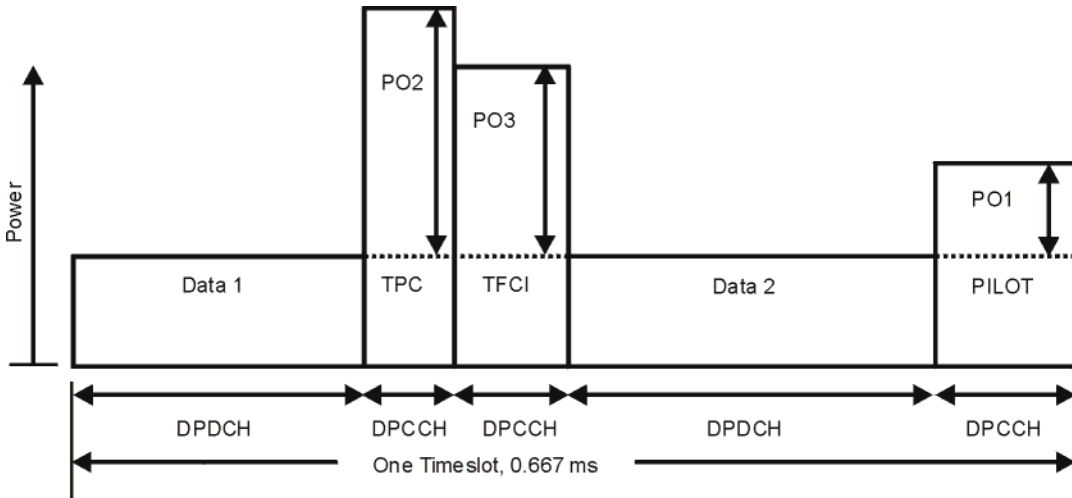 PO2
PO3
PO1
Power
Data 1
TPC
TFCI
Data 2
PILOT
DPDCH
DPCCH
DPCCH
DPDCH
DPCCH
One Timeslot, 0.667 ms